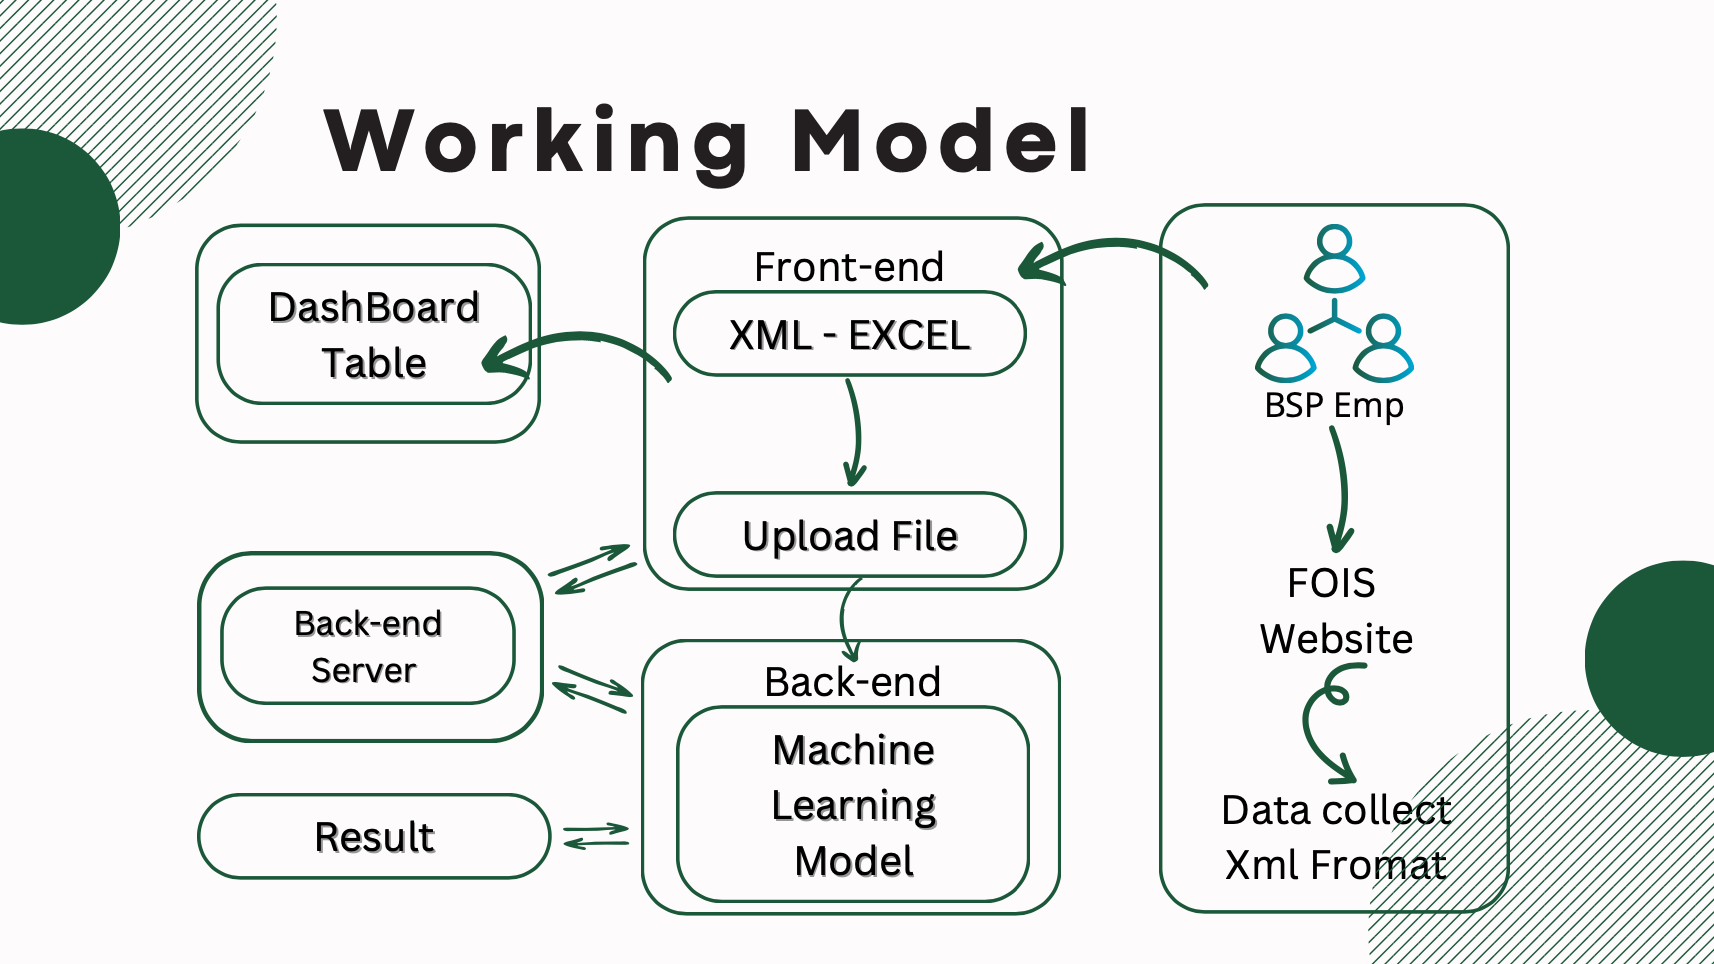 Working Model
DashBoard
Table
Front-end
XML - EXCEL
Upload File
Back-end
Server
Back-end
Machine
Learning
Model
Result
BSP Emp
FOIS
Website
Data collect
Xml Fromat